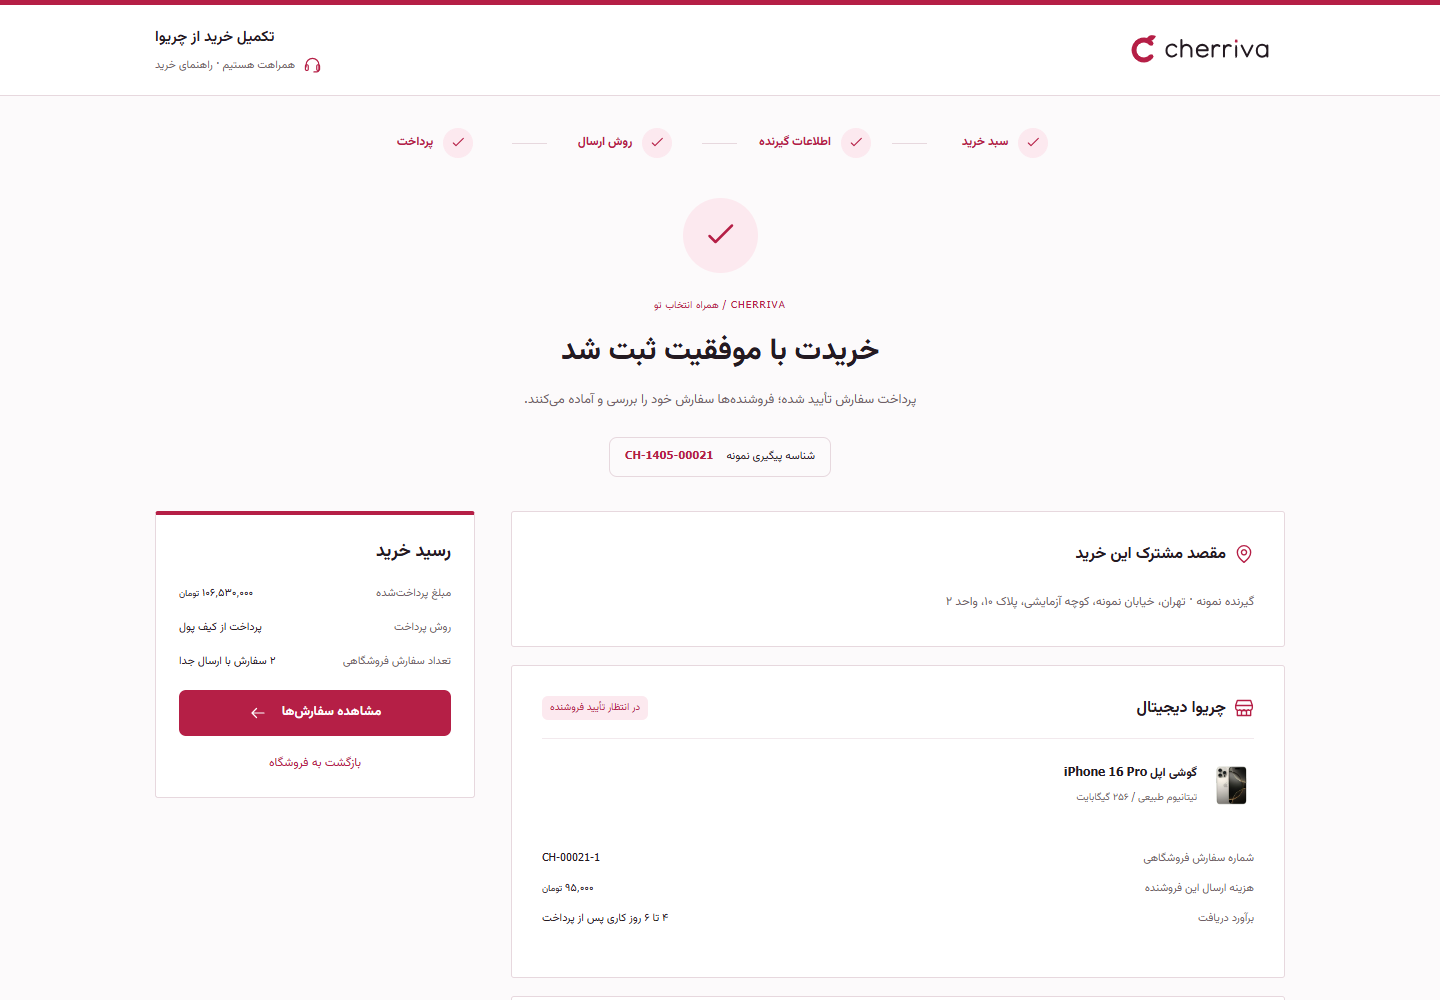 cherriva
تکمیل خرید از چریوا
همراهت هستیم · راهنمای خرید
سبد خرید
اطلاعات گیرنده
روش ارسال
پرداخت
CHERRIVA / همراه انتخاب تو
خریدت با موفقیت ثبت شد
پرداخت سفارش تأیید شده؛ فروشنده‌ها سفارش خود را بررسی و آماده می‌کنند.
شناسه پیگیری نمونه CH-1405-00021
مقصد مشترک این خرید
گیرنده نمونه · تهران، خیابان نمونه، کوچه آزمایشی، پلاک ۱۰، واحد ۲
چریوا دیجیتال
در انتظار تأیید فروشنده
گوشی اپل iPhone 16 Pro
تیتانیوم طبیعی / ۲۵۶ گیگابایت
شماره سفارش فروشگاهی CH-00021-1
هزینه ارسال این فروشنده ۹۵,۰۰۰ تومان
برآورد دریافت ۴ تا ۶ روز کاری پس از پرداخت
رسید خرید
مبلغ پرداخت‌شده ۱۰۶,۵۳۰,۰۰۰ تومان
روش پرداخت پرداخت از کیف پول
تعداد سفارش فروشگاهی ۲ سفارش با ارسال جدا
مشاهده سفارش‌ها
بازگشت به فروشگاه